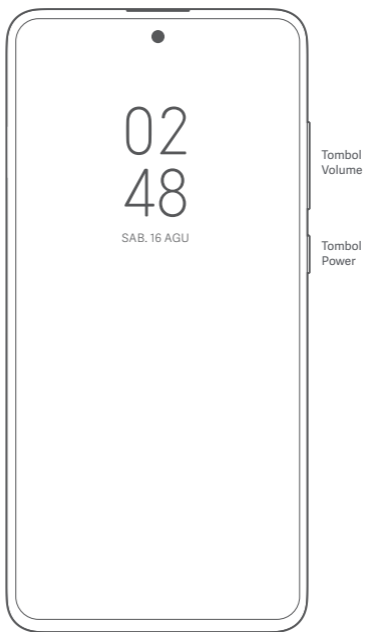 02
48
SAB. 16 AGU
Tombol
Volume
Tombol
Power